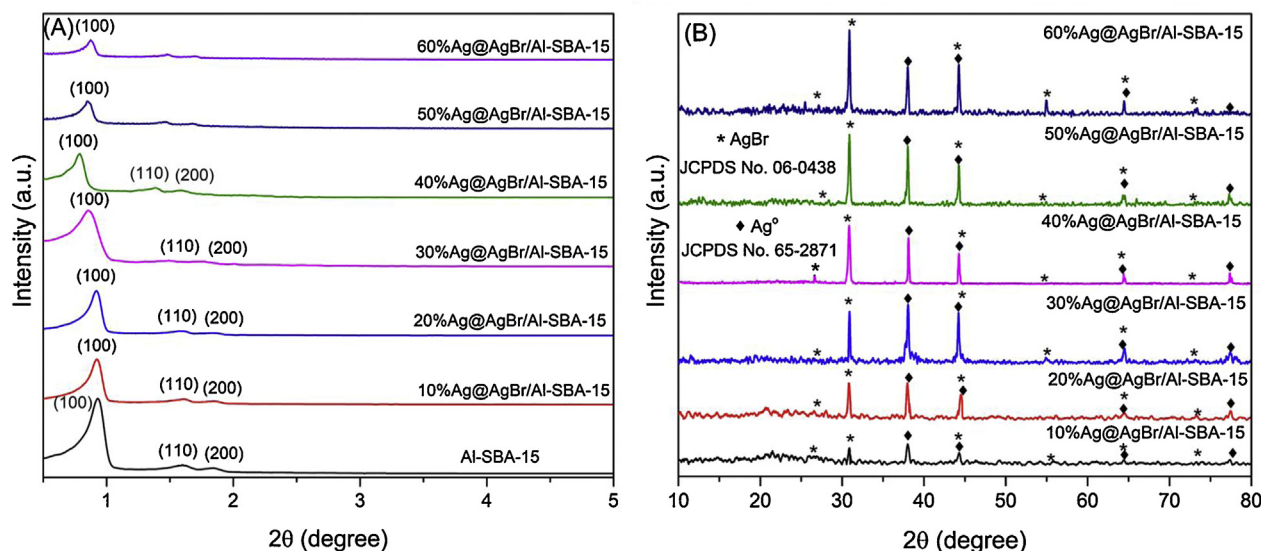 (A)
(100)
60%Ag@AgBr/Al-SBA-15
(100)
50%Ag@AgBr/Al-SBA-15
(100)
(110) (200)
40%Ag@AgBr/Al-SBA-15
(100)
(110) (200)
30%Ag@AgBr/Al-SBA-15
(100)
(110) (200)
20%Ag@AgBr/Al-SBA-15
(100)
(110) (200)
10%Ag@AgBr/Al-SBA-15
(100)
(110) (200)
Al-SBA-15
Intensity (a.u.)
1 2 3 4 5
2θ (degree)
(B)
60%Ag@AgBr/Al-SBA-15
50%Ag@AgBr/Al-SBA-15
* AgBr
JCPDS No. 06-0438
40%Ag@AgBr/Al-SBA-15
♦ Ag°
JCPDS No. 65-2871
30%Ag@AgBr/Al-SBA-15
20%Ag@AgBr/Al-SBA-15
10%Ag@AgBr/Al-SBA-15
Intensity (a.u.)
10 20 30 40 50 60 70 80
2θ (degree)